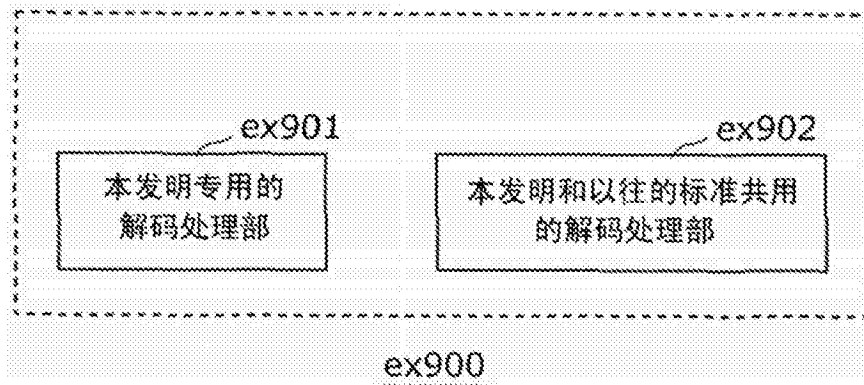 ex901
本发明专用的
解码处理部
ex902
本发明和以往的标准共用
的解码处理部
ex900